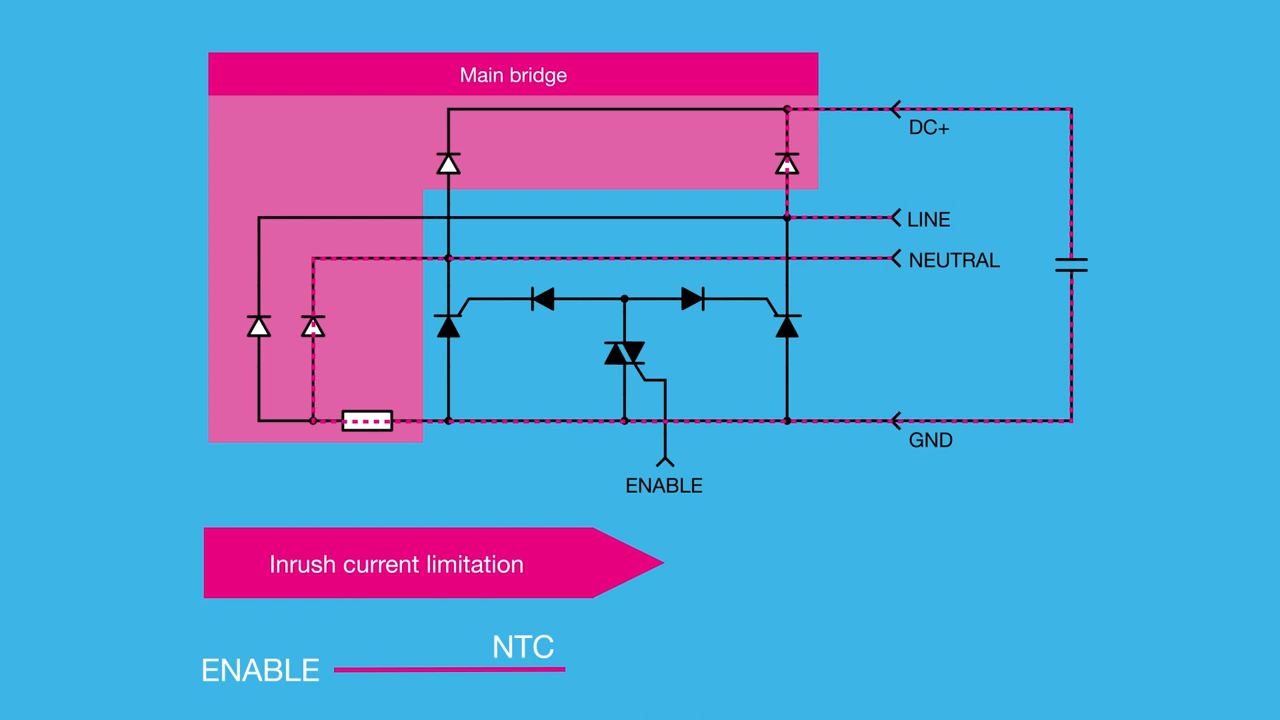 Main bridge
DC+
LINE
NEUTRAL
GND
ENABLE
Inrush current limitation
NTC
ENABLE